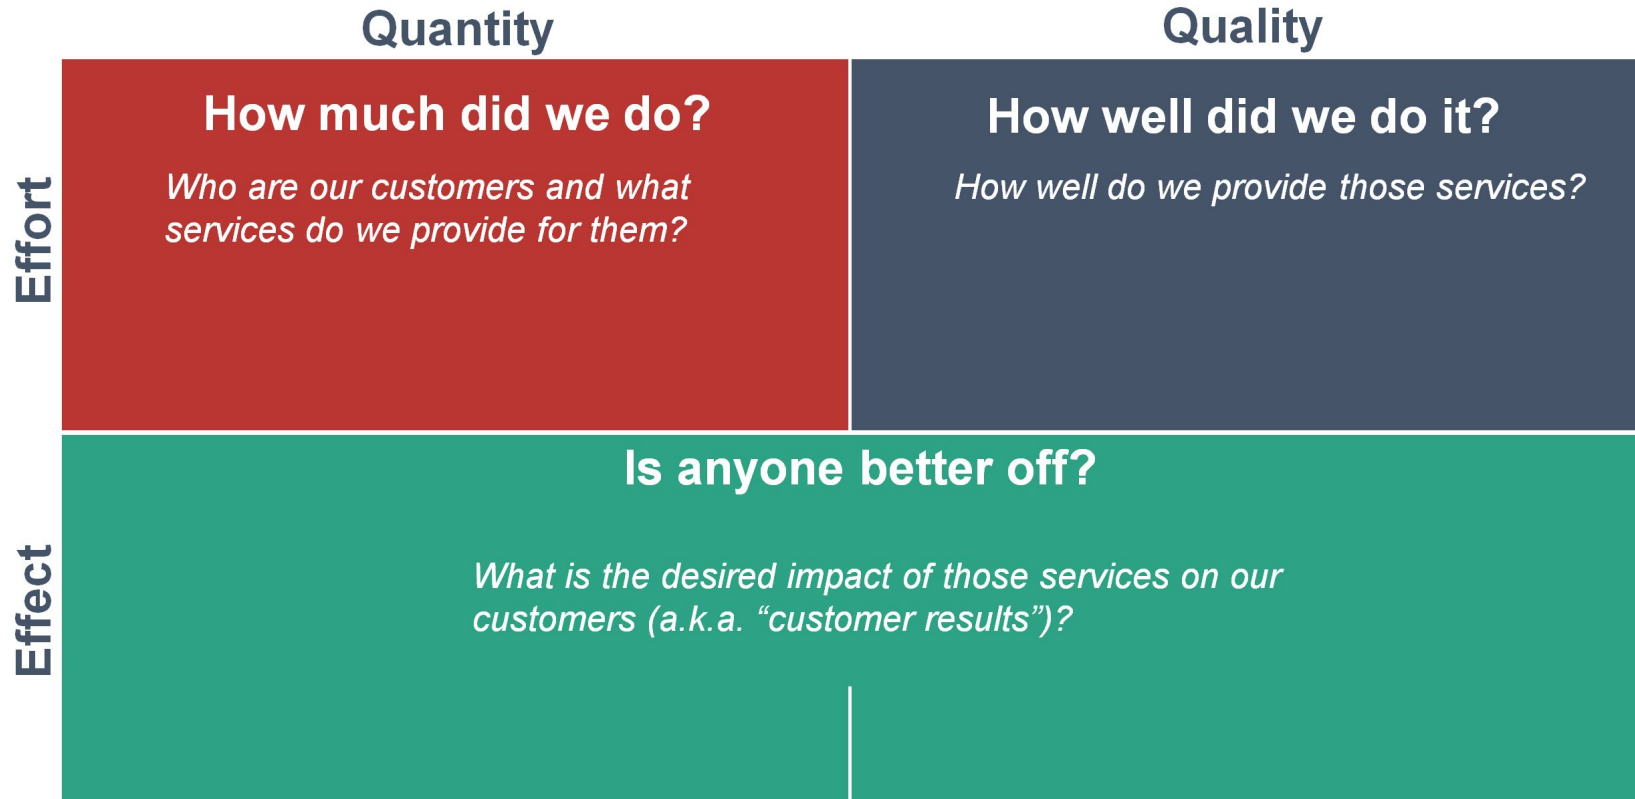 Quantity
Quality
Effort
How much did we do?
Who are our customers and what
services do we provide for them?
How well did we do it?
How well do we provide those services?
Effect
Is anyone better off?
What is the desired impact of those services on our
customers (a.k.a. “customer results”)?